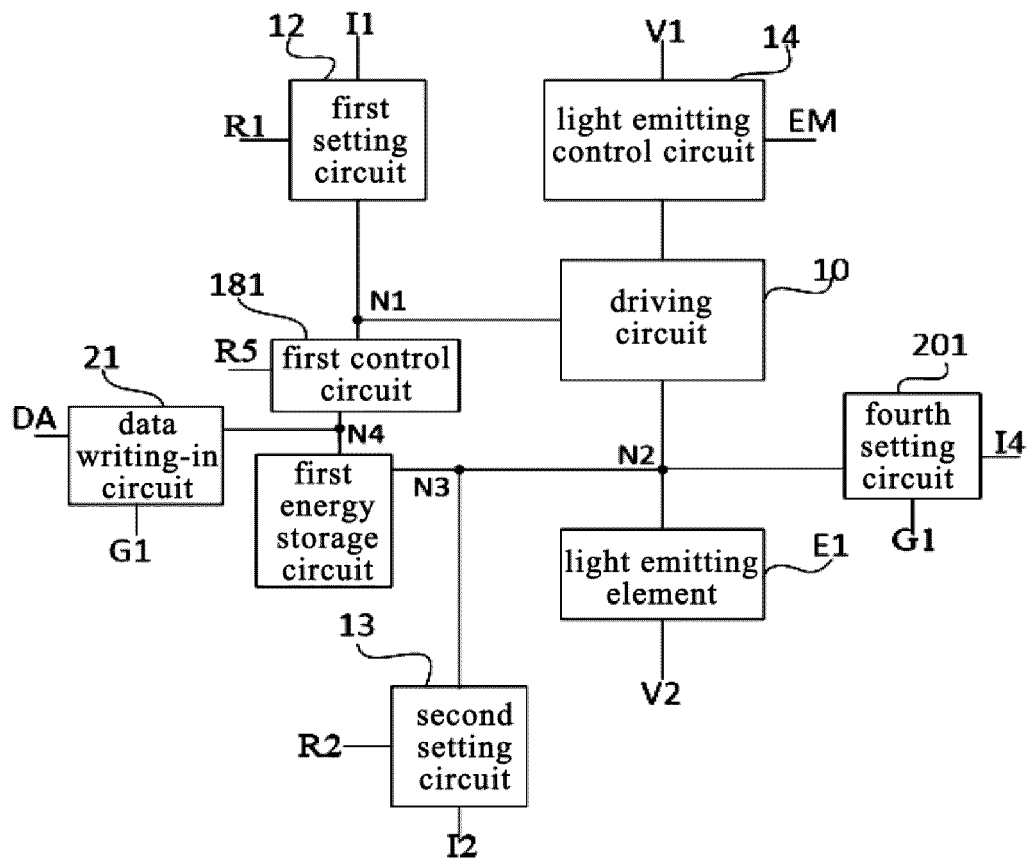 12
I1
V1
14
first
setting
circuit
R1
light emitting
control circuit
EM
181
N1
driving
circuit
10
R5
first control
circuit
21
201
DA
data
writing-in
circuit
N4
fourth
setting
circuit
I4
first
energy
storage
circuit
N3
N2
G1
G1
light emitting
element
E1
13
V2
second
setting
circuit
R2
I2